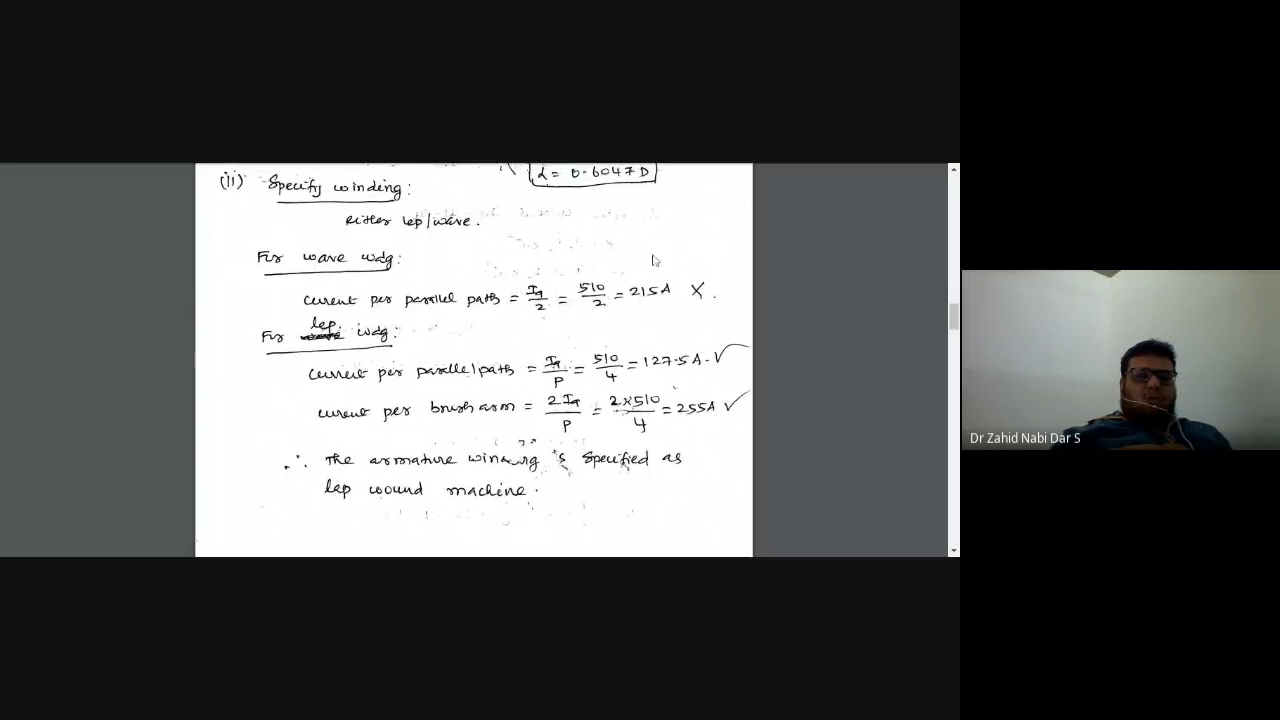 L = 0.6047 D
(ii) Specify winding:
Either lap/wave.
For wave wdg:
current per parallel path = Ia/2 = 510/2 = 215A X.
lap
For wave wdg:
current per parallel path = Ia/P = 510/4 = 127.5A. ✓
current per brush arm = 2Ia/P = 2×510/4 = 255A ✓
∴ The armature winding is specified as
lap wound machine.
Dr Zahid Nabi Dar S